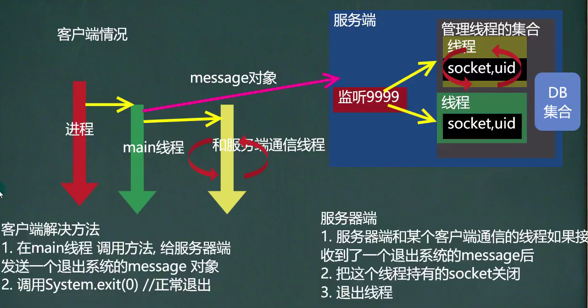 客户端情况
服务端
管理线程的集合
线程
socket,uid
message对象
监听9999
DB
集合
线程
socket,uid
进程
main线程
和服务端通信线程
客户端解决方法
1. 在main线程 调用方法, 给服务器端
发送一个退出系统的message 对象
2. 调用System.exit(0) //正常退出
服务器端
1. 服务器端和某个客户端通信的线程如果接
收到了一个退出系统的message后
2. 把这个线程持有的socket关闭
3. 退出线程